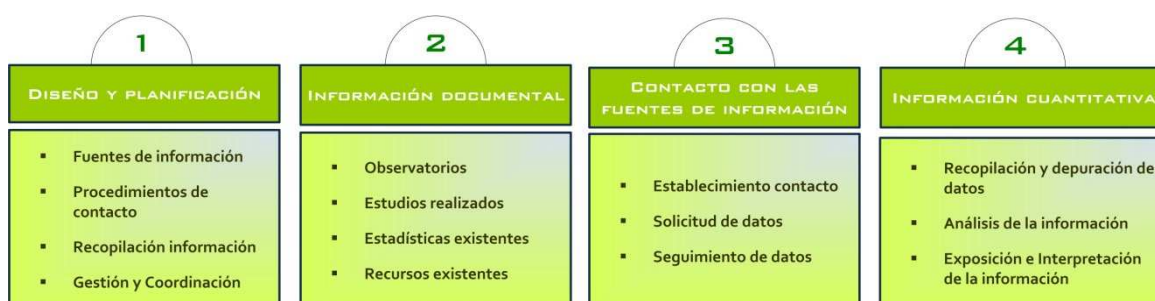 1
DISEÑO Y PLANIFICACIÓN
▪ Fuentes de información
▪ Procedimientos de
contacto
▪ Recopilación información
▪ Gestión y Coordinación
2
INFORMACIÓN DOCUMENTAL
▪ Observatorios
▪ Estudios realizados
▪ Estadísticas existentes
▪ Recursos existentes
3
CONTACTO CON LAS
FUENTES DE INFORMACIÓN
▪ Establecimiento contacto
▪ Solicitud de datos
▪ Seguimiento de datos
4
INFORMACIÓN CUANTITATIVA
▪ Recopilación y depuración de
datos
▪ Análisis de la información
▪ Exposición e Interpretación
de la información